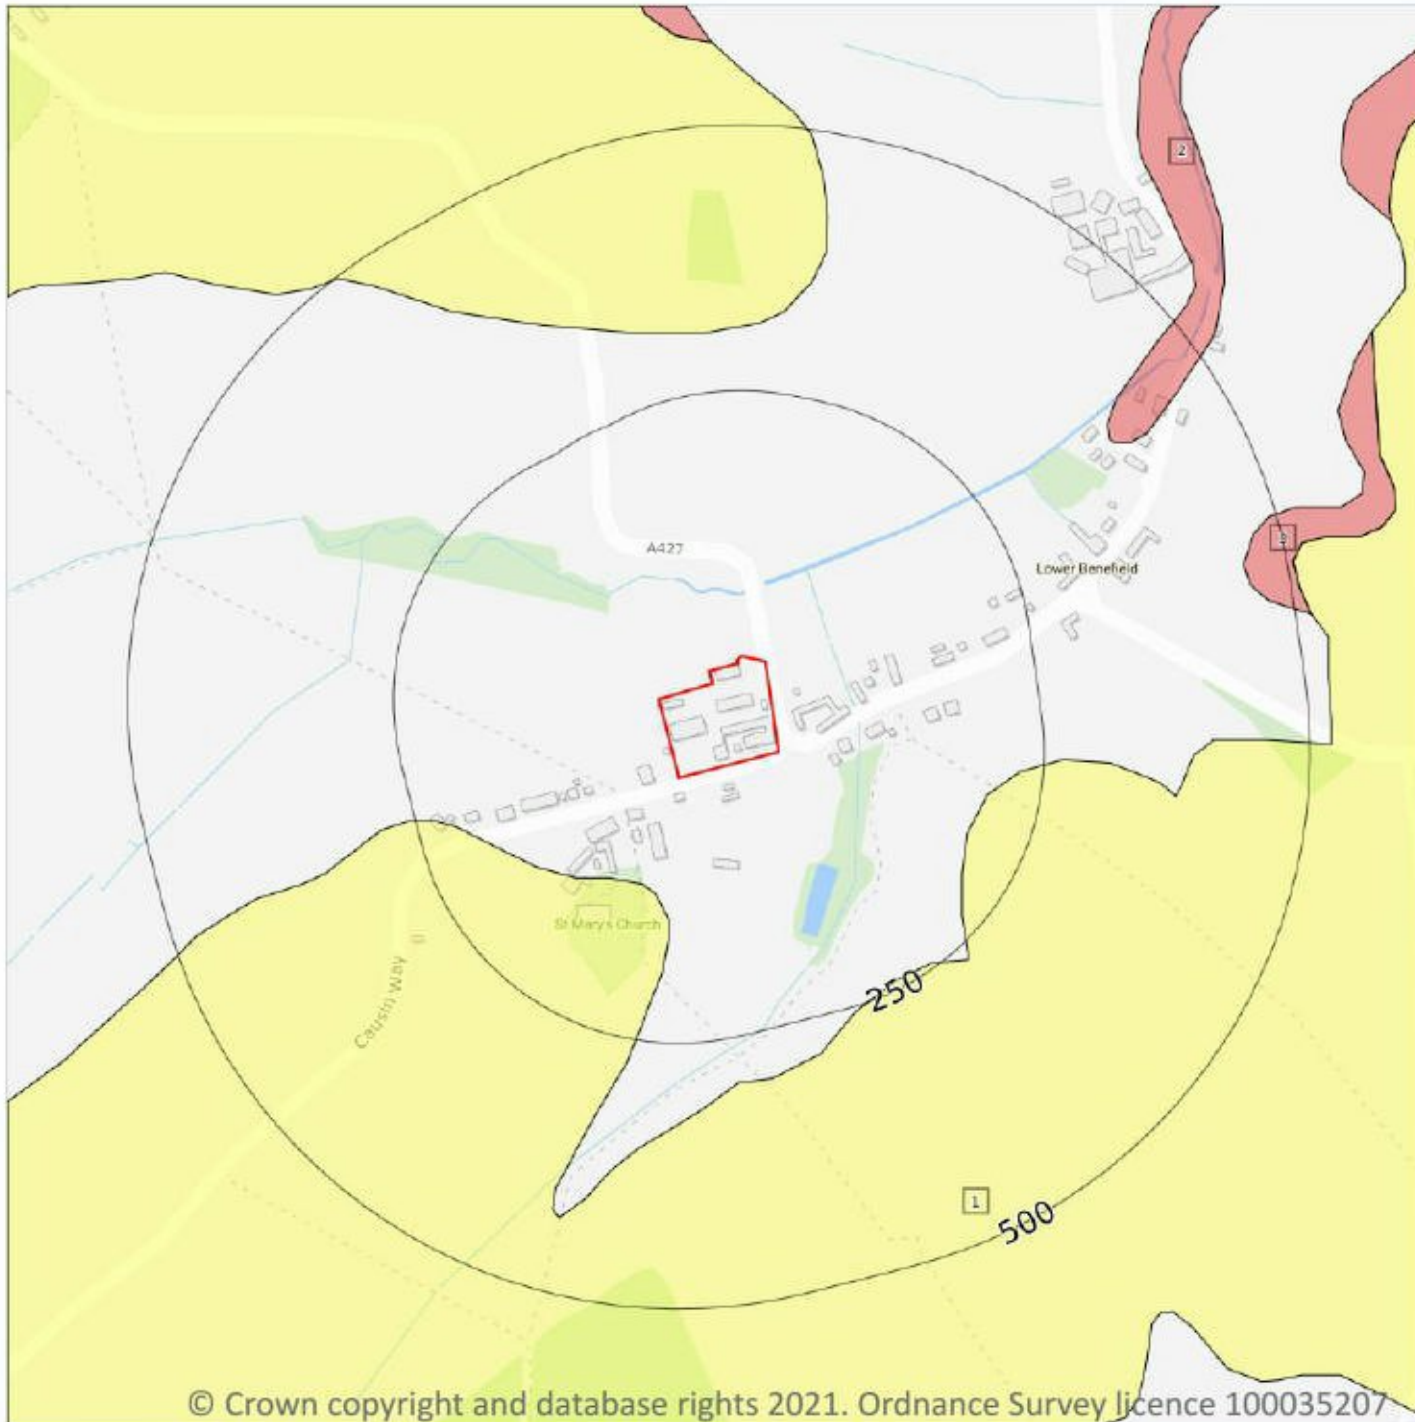 2
A427
3
Lower Benefield
St Mary's Church
250
Causin Way
1
500
© Crown copyright and database rights 2021. Ordnance Survey licence 100035207